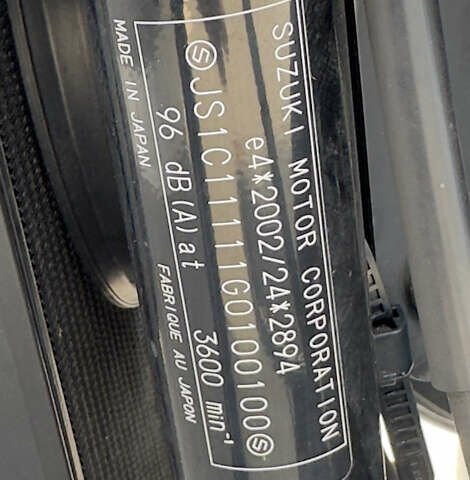 SUZUKI MOTOR CORPORATION
e4*2002/24*2894
ⓈJS1C11111G0100100Ⓢ
96 dB(A) at 3600 min-1
MADE IN JAPAN FABRIQUE AU JAPON